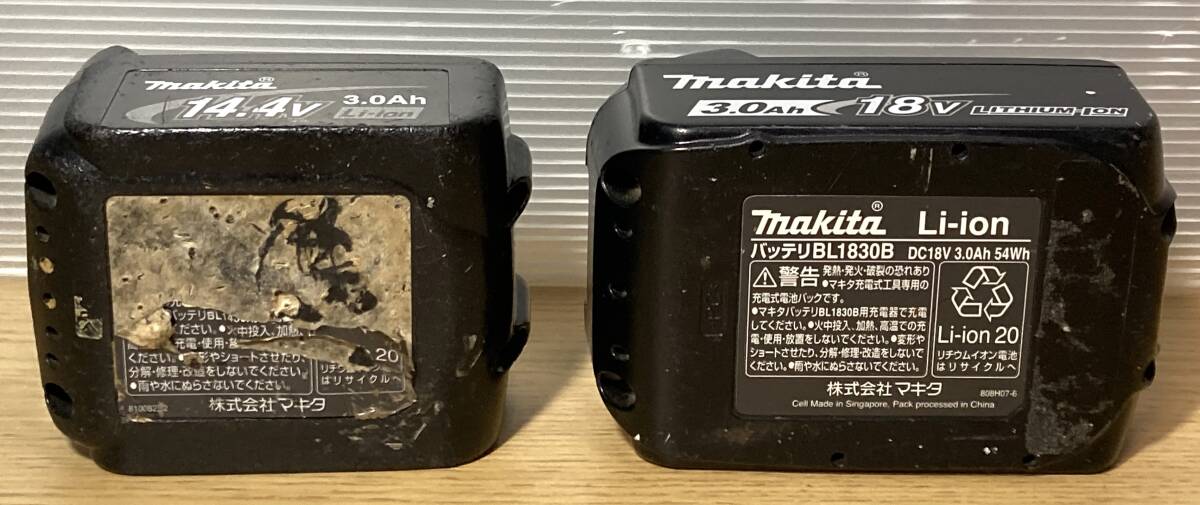 makita®
14.4V 3.0Ah
Li-ion
ください。●火中投入、加熱、
充電・使用・
ください。●変形やショートさせたり、
分解・修理・改造をしないでください。
●雨や水にぬらさないでください。
20
リチウムイオン電池
はリサイクルへ
株式会社マキタ
makita®
3.0Ah 18V LITHIUM-ION
makita® Li-ion
バッテリBL1830B DC18V 3.0Ah 54Wh
警告 発熱・発火・破裂の恐れあり
●マキタ充電式工具専用の
充電式電池パックです。
●マキタバッテリBL1830B用充電器で充電
してください。●火中投入、加熱、高温での充
電・使用・放置をしないでください。●変形や
ショートさせたり、分解・修理・改造をしないで
ください。●雨や水にぬらさないでください。
Li-ion 20
リチウムイオン電池
はリサイクルへ
株式会社マキタ
808H07-6
Cell Made in Singapore, Pack processed in China